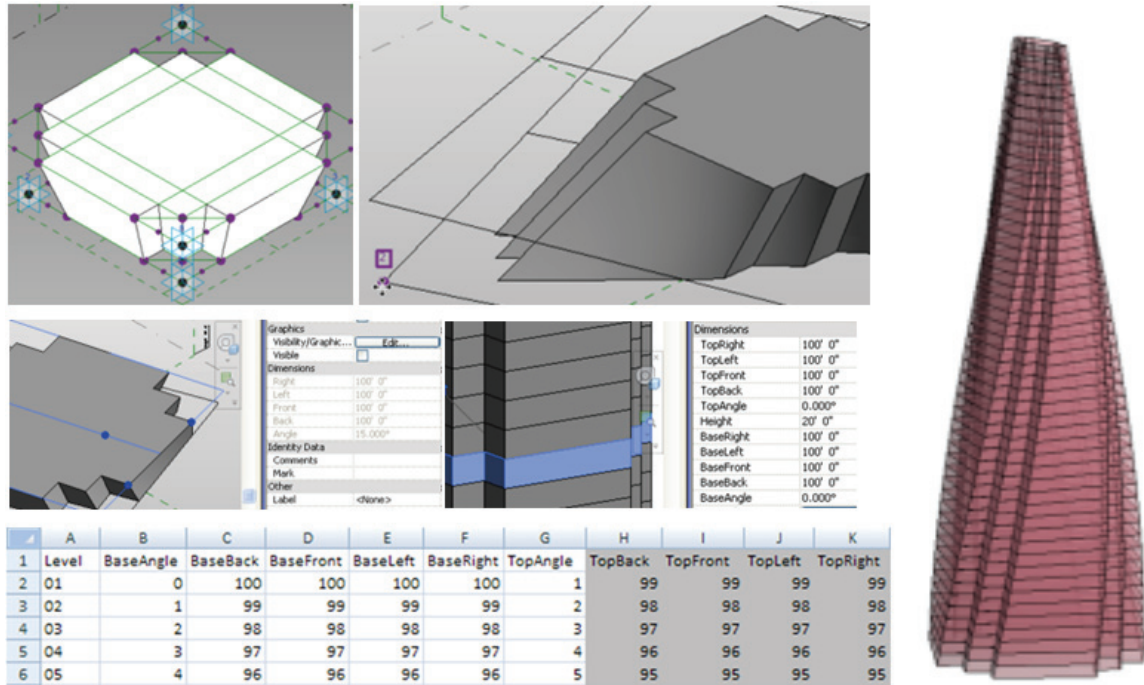 Graphics
Visibility/Graphic... Edit...
Visible
Dimensions
Right 100' 0"
Left 100' 0"
Front 100' 0"
Back 100' 0"
Angle 15.000°
Identity Data
Comments
Mark
Other
Label <None>
Dimensions
TopRight 100' 0"
TopLeft 100' 0"
TopFront 100' 0"
TopBack 100' 0"
TopAngle 0.000°
Height 20' 0"
BaseRight 100' 0"
BaseLeft 100' 0"
BaseFront 100' 0"
BaseBack 100' 0"
BaseAngle 0.000°
A B C D E F G H I J K
1 Level BaseAngle BaseBack BaseFront BaseLeft BaseRight TopAngle TopBack TopFront TopLeft TopRight
2 01 0 100 100 100 100 1 99 99 99 99
3 02 1 99 99 99 99 2 98 98 98 98
4 03 2 98 98 98 98 3 97 97 97 97
5 04 3 97 97 97 97 4 96 96 96 96
6 05 4 96 96 96 96 5 95 95 95 95